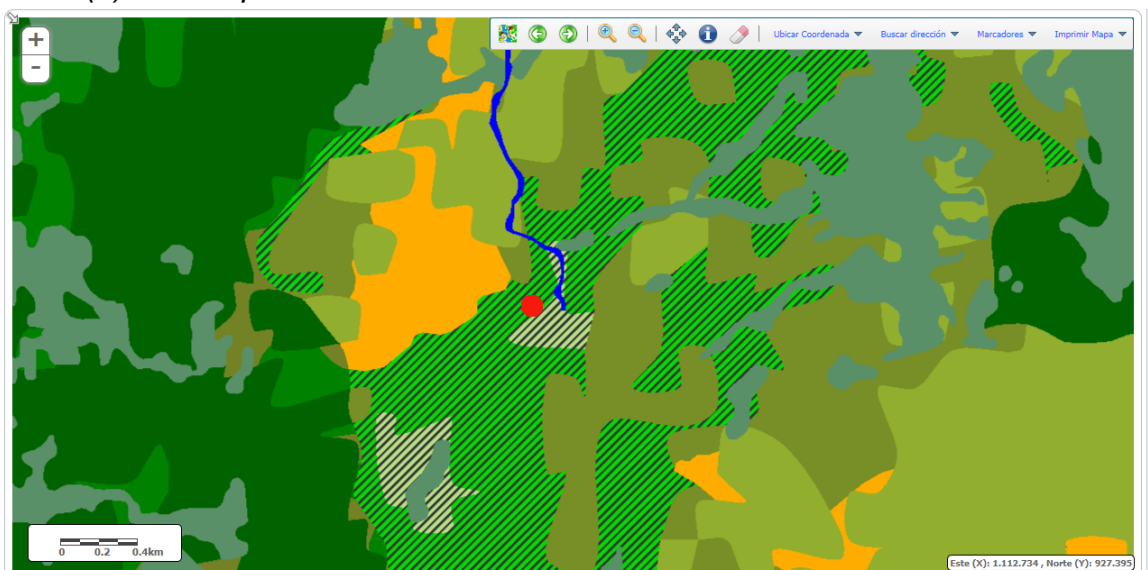 +
-
Ubicar Coordenada ▼ Buscar dirección ▼ Marcadores ▼ Imprimir Mapa ▼
0 0.2 0.4km
Este (X): 1.112.734 , Norte (Y): 927.395